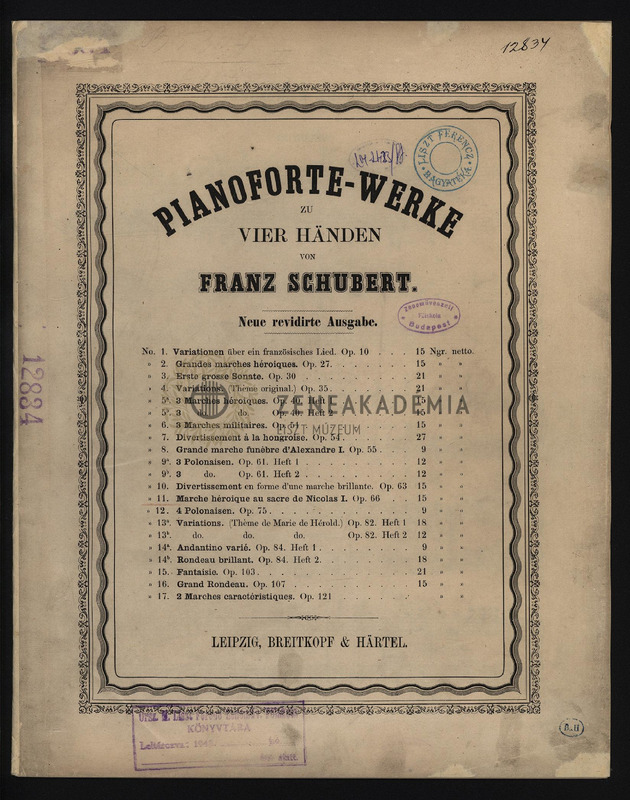 12834
LISZT FERENC
HAGYATÉKA
PIANOFORTE-WERKE
ZU
VIER HÄNDEN
VON
FRANZ SCHUBERT.
Neue revidirte Ausgabe.
Zeneművészeti
Főiskola
Budapest
No. 1. Variationen über ein französisches Lied. Op. 10 . . . 15 Ngr. netto.
" 2. Grandes marches héroiques. Op. 27 . . . . . . . 15 " "
" 3. Erste grosse Sonate. Op. 30 . . . . . . . . . 21 " "
" 4. Variations. (Thème original.) Op. 35 . . . . . . . 21 " "
" 5ᵃ. 3 Marches héroiques. Op. 40. Heft 1 . . . . . . 15 " "
" 5ᵇ. 3 do. Op. 40. Heft 2 . . . . . . 15 " "
" 6. 3 Marches militaires. Op. 51 . . . . . . . . . 15 " "
" 7. Divertissement à la hongroise. Op. 54 . . . . . . 27 " "
" 8. Grande marche funèbre d'Alexandre I. Op. 55 . . . 9 " "
" 9ᵃ. 3 Polonaisen. Op. 61. Heft 1 . . . . . . . . 12 " "
" 9ᵇ. 3 do. Op. 61. Heft 2 . . . . . . . . 12 " "
" 10. Divertissement en forme d'une marche brillante. Op. 63 15 " "
" 11. Marche héroique au sacre de Nicolas I. Op. 66 . . 15 " "
" 12. 4 Polonaisen. Op. 75 . . . . . . . . . . . 9 " "
" 13ᵃ. Variations. (Thème de Marie de Hérold.) Op. 82. Heft 1 18 " "
" 13ᵇ. do. do. do. Op. 82. Heft 2 12 " "
" 14ᵃ. Andantino varié. Op. 84. Heft 1 . . . . . . . 9 " "
" 14ᵇ. Rondeau brillant. Op. 84. Heft 2 . . . . . . . 18 " "
" 15. Fantaisie. Op. 103 . . . . . . . . . . . . 21 " "
" 16. Grand Rondeau. Op. 107 . . . . . . . . . . 15 " "
" 17. 2 Marches caractéristiques. Op. 121 . . . . . . . " "
ZENEAKADÉMIA
LISZT MÚZEUM
LEIPZIG, BREITKOPF & HÄRTEL.
12834
KÖNYVTÁRA